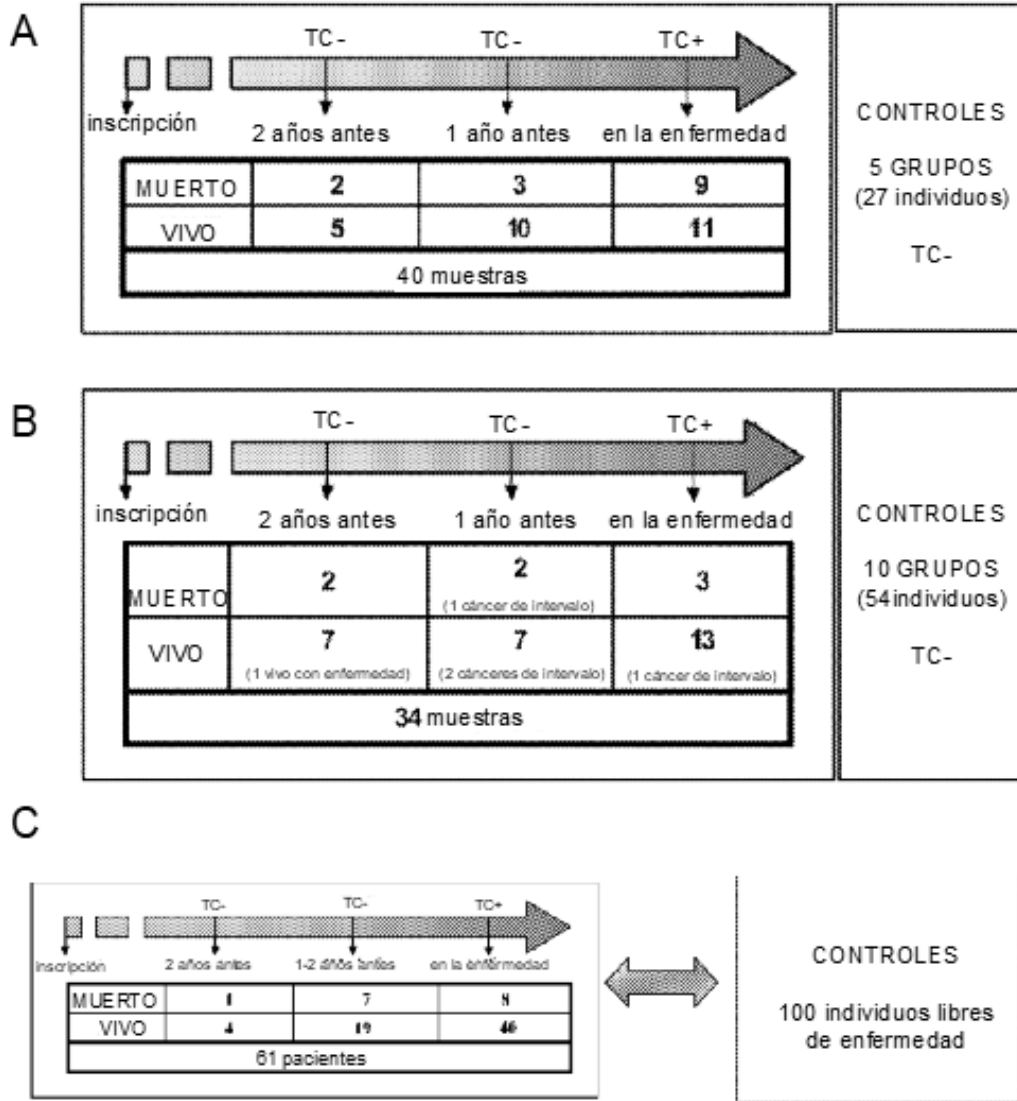 A
TC- TC- TC+
inscripción
2 años antes 1 año antes en la enfermedad
MUERTO 2 3 9
VIVO 5 10 11
40 muestras
CONTROLES
5 GRUPOS
(27 individuos)
TC-
B
TC- TC- TC+
inscripción
2 años antes 1 año antes en la enfermedad
MUERTO 2 2 3
(1 cáncer de intervalo)
VIVO 7 7 13
(1 vivo con enfermedad) (2 cánceres de intervalo) (1 cáncer de intervalo)
34 muestras
CONTROLES
10 GRUPOS
(54individuos)
TC-
C
TC- TC- TC+
inscripción
2 años antes 1-2 años antes en la enfermedad
MUERTO 1 7 8
VIVO 4 19 46
61 pacientes
CONTROLES
100 individuos libres
de enfermedad